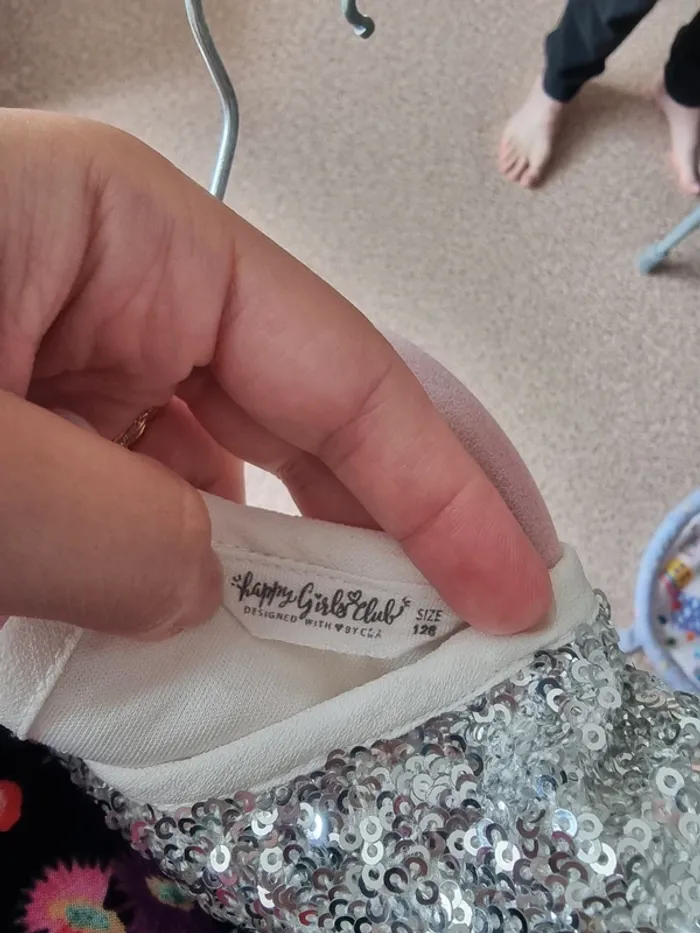 happy Girls Club
DESIGNED WITH ♥ BY C&A
SIZE
128